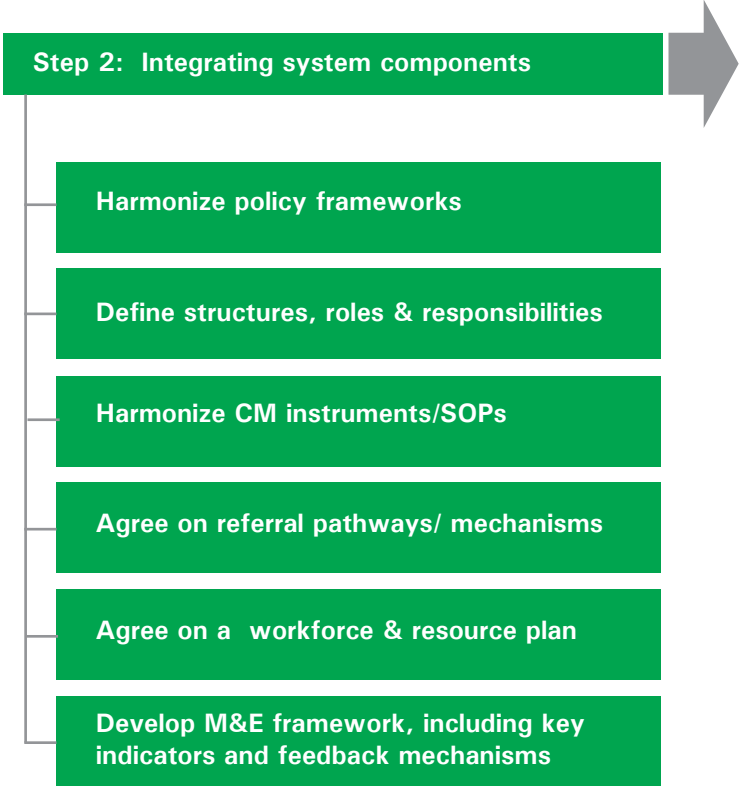 Step 2: Integrating system components
Harmonize policy frameworks
Define structures, roles & responsibilities
Harmonize CM instruments/SOPs
Agree on referral pathways/ mechanisms
Agree on a workforce & resource plan
Develop M&E framework, including key
indicators and feedback mechanisms